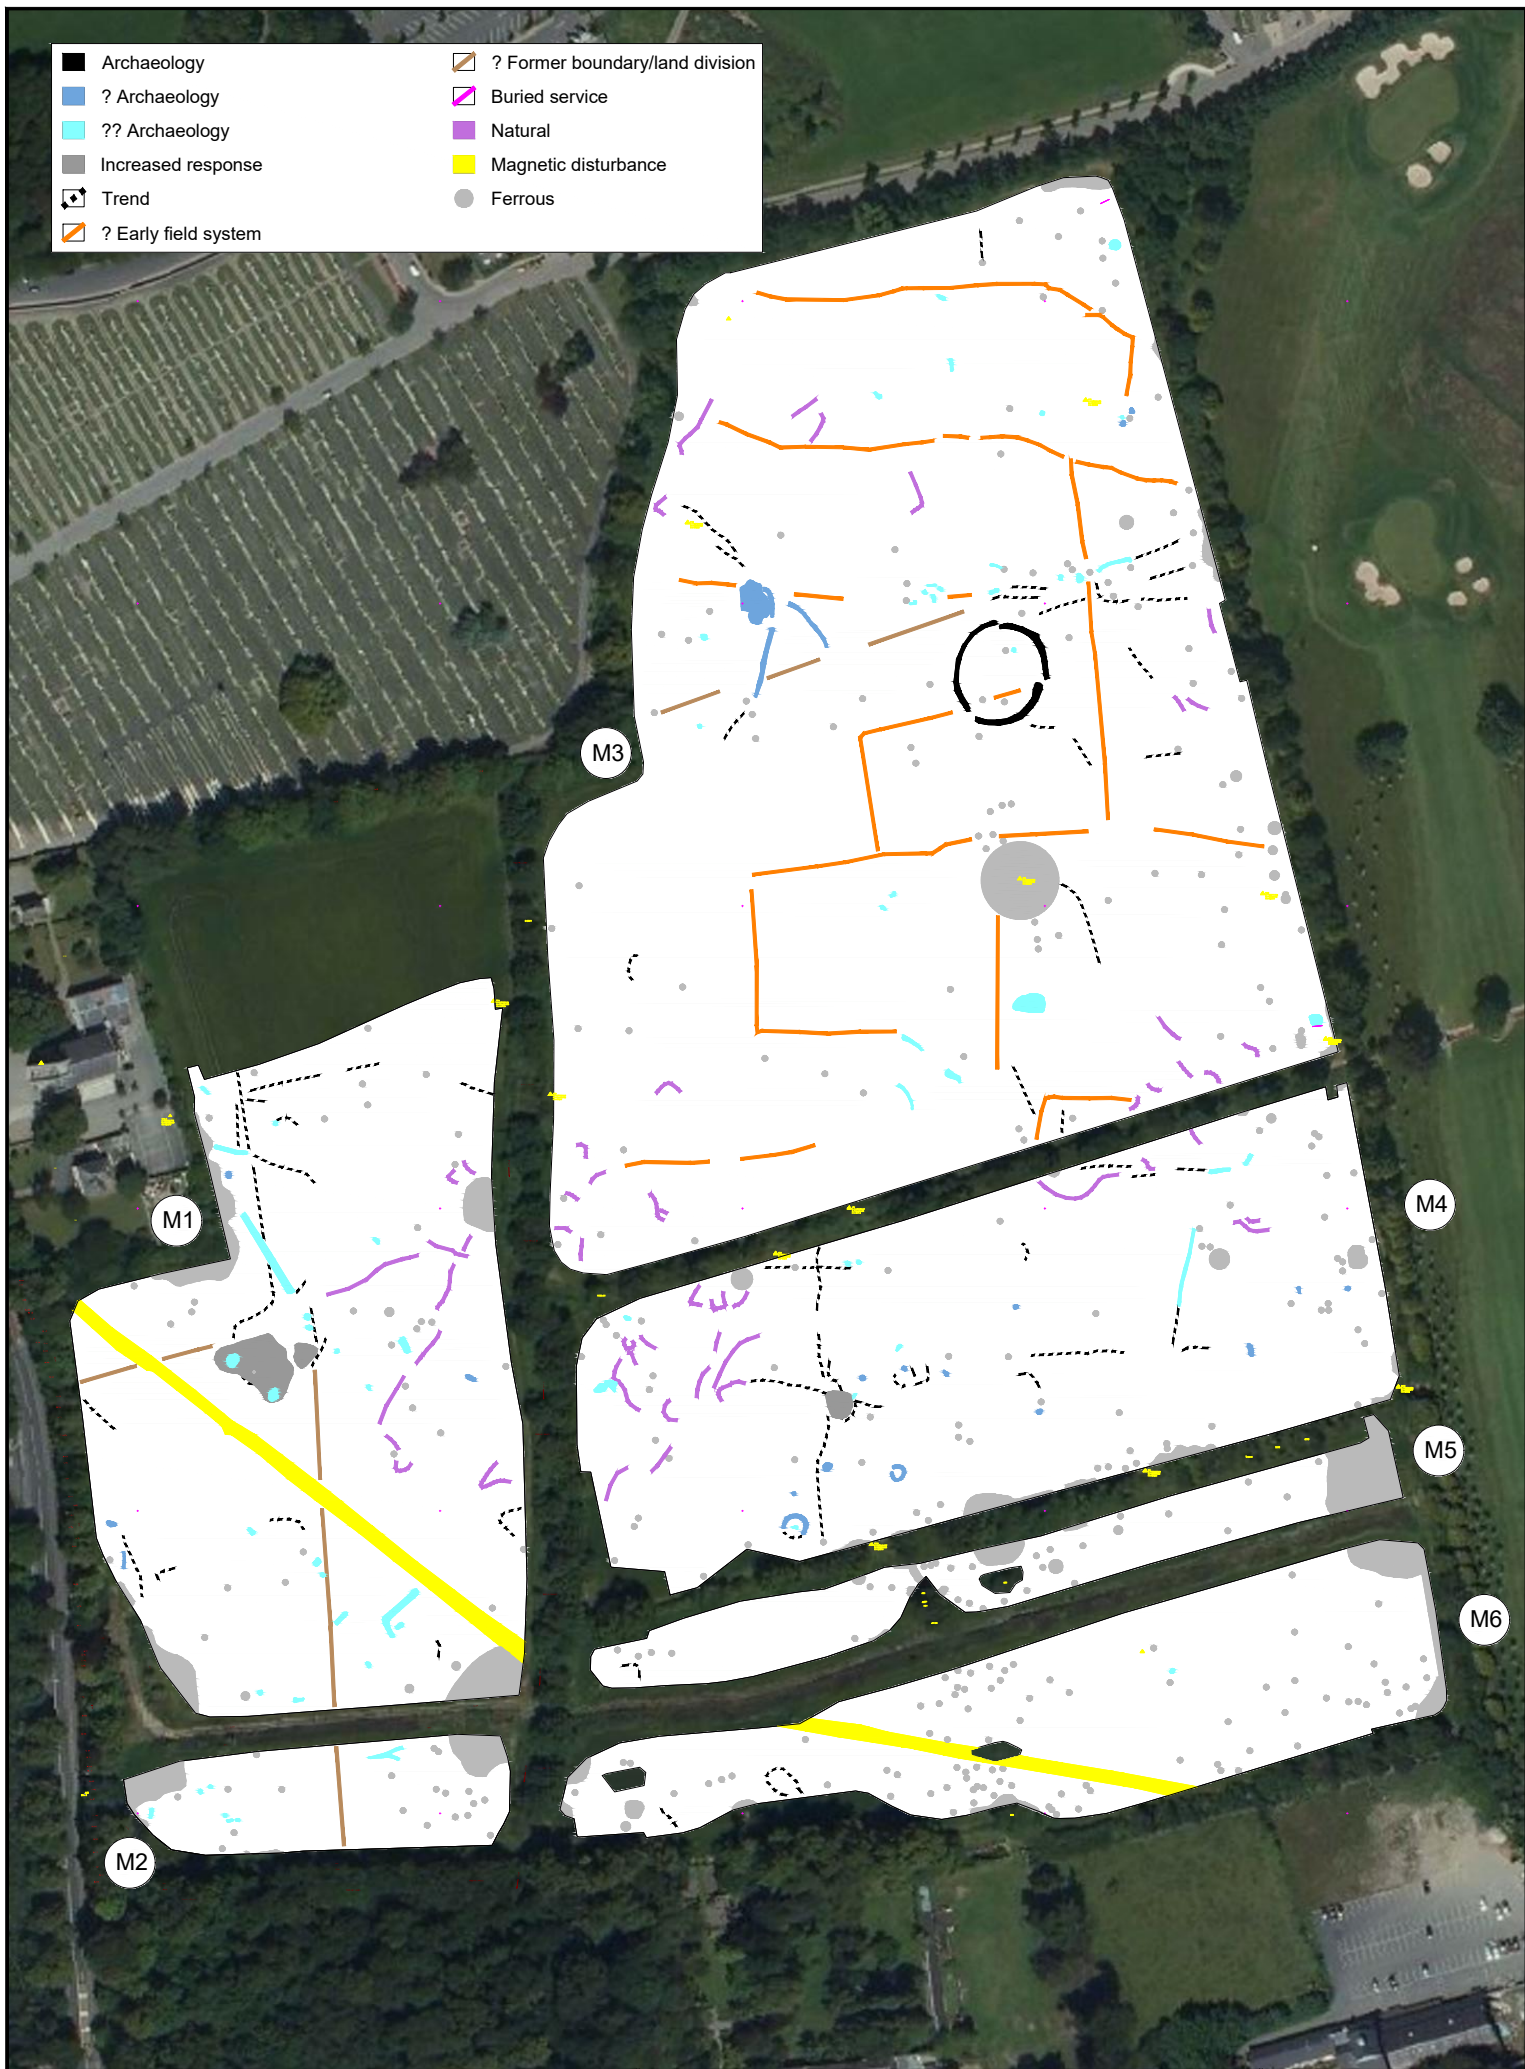 Archaeology
? Archaeology
?? Archaeology
Increased response
Trend
? Early field system
? Former boundary/land division
Buried service
Natural
Magnetic disturbance
Ferrous
M3
M1
M4
M5
M6
M2